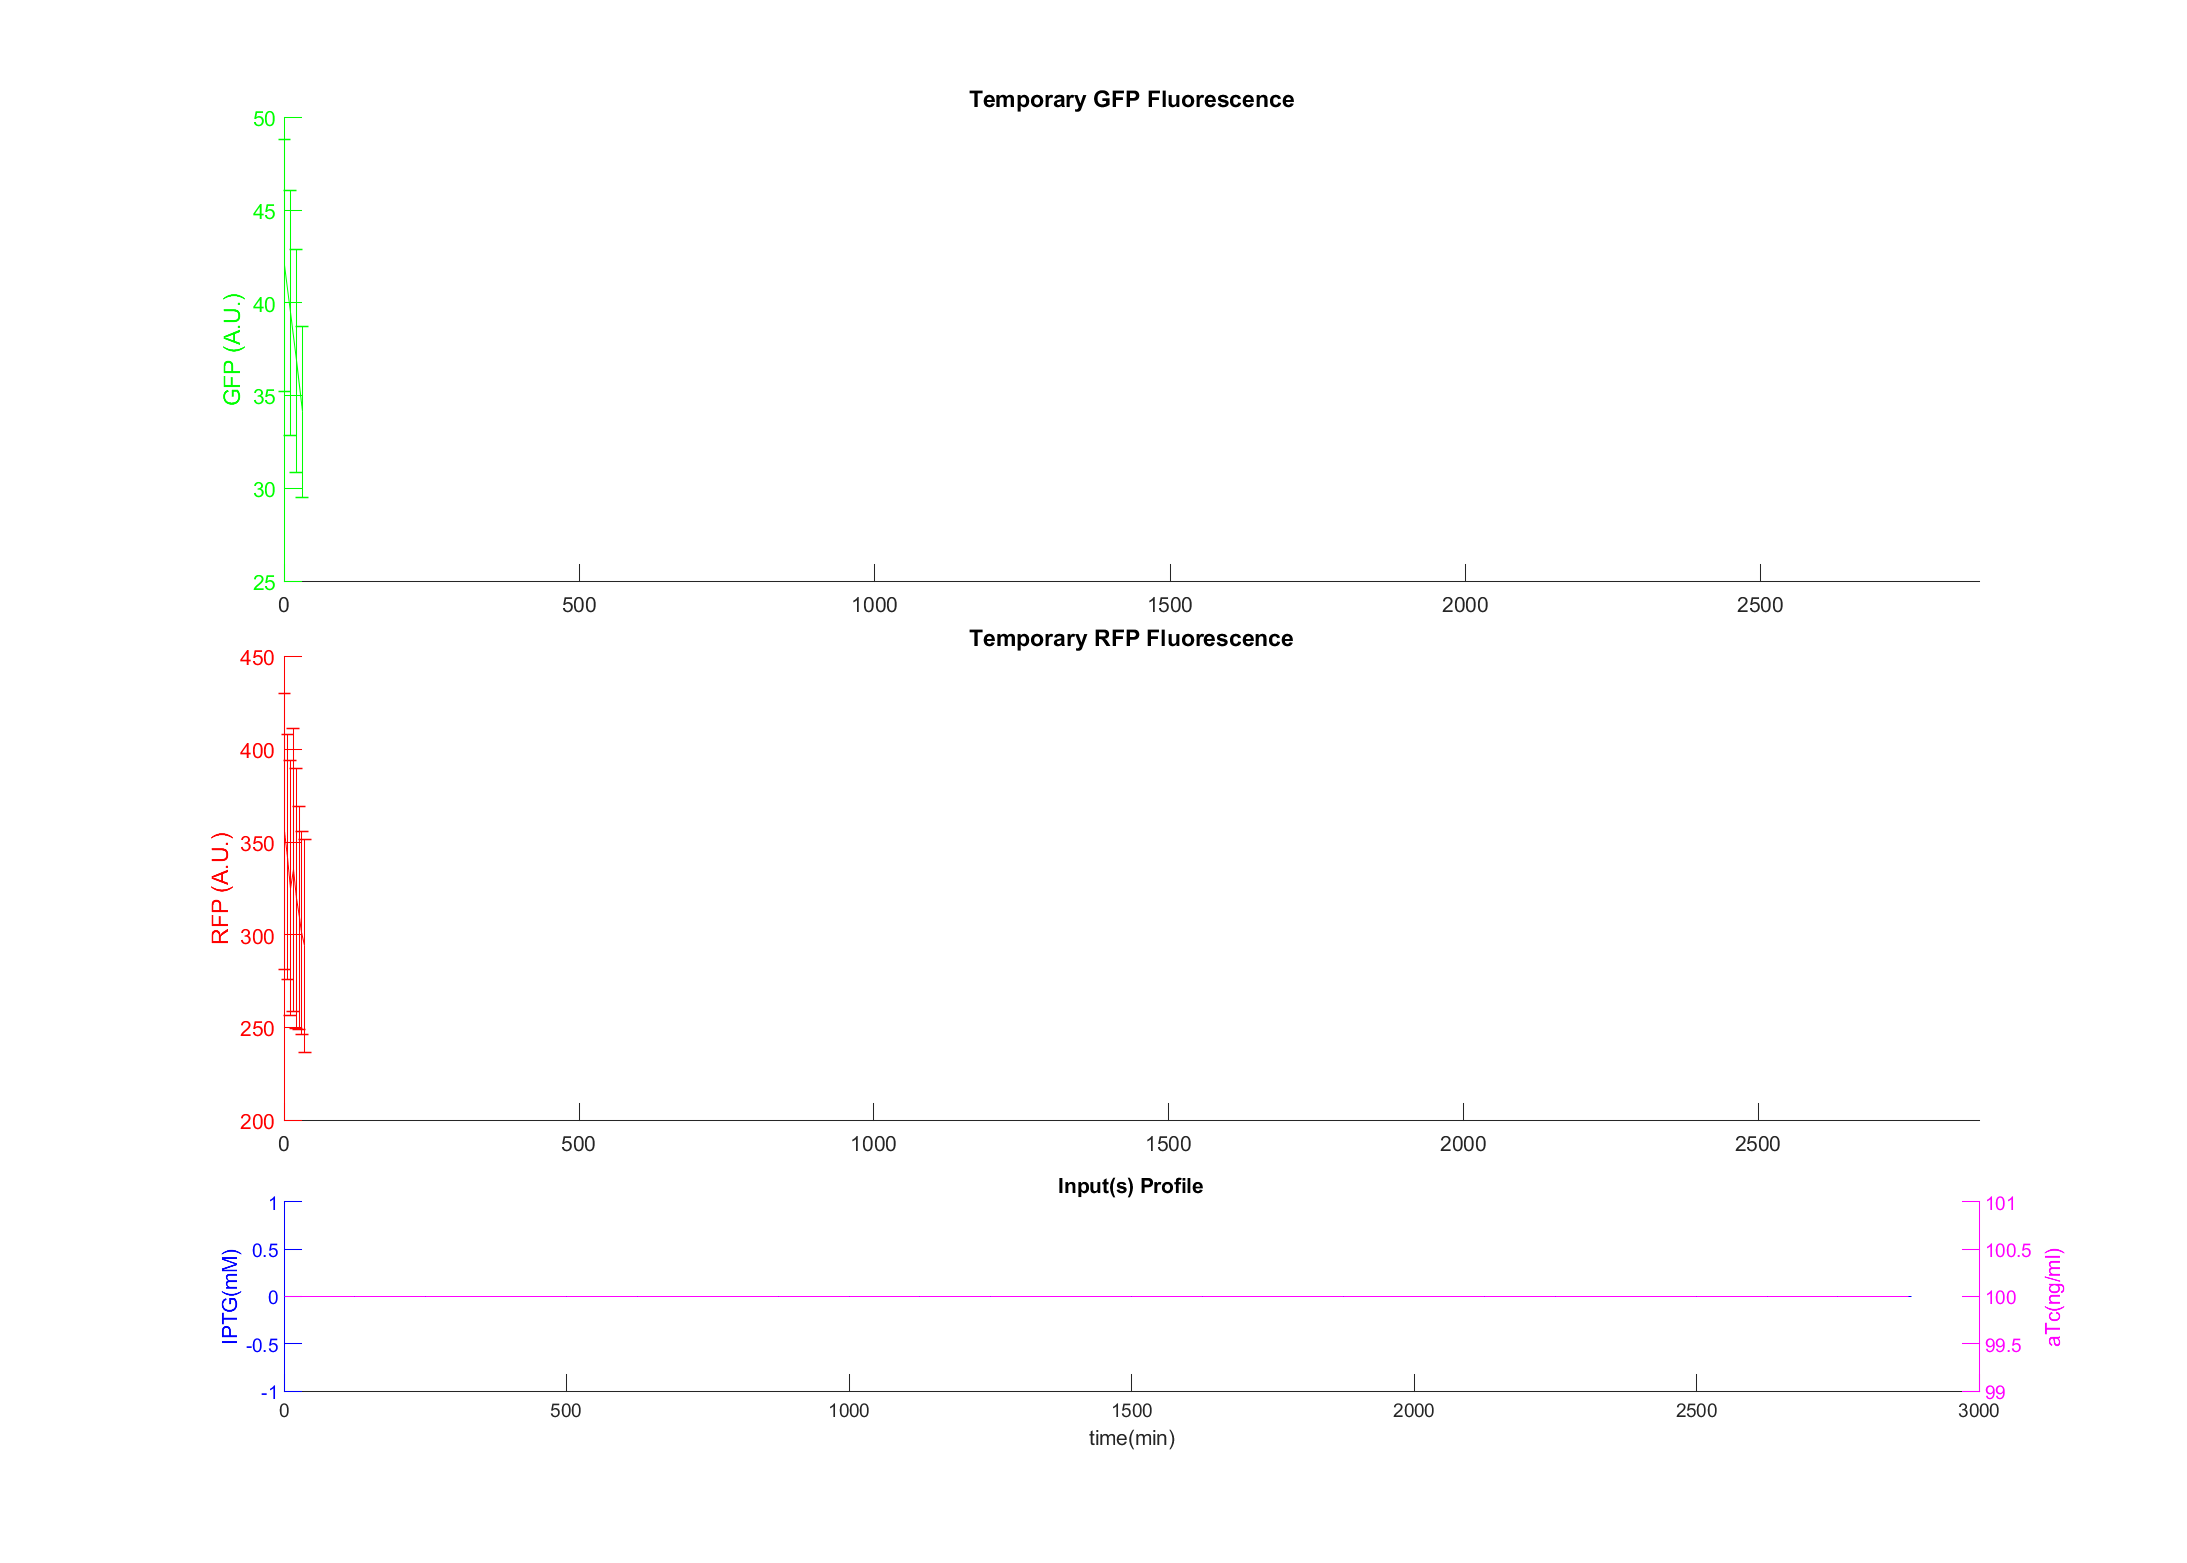 Temporary GFP Fluorescence
50
45
40
35
30
25
GFP (A.U.)
0 500 1000 1500 2000 2500
Temporary RFP Fluorescence
450
400
350
300
250
200
RFP (A.U.)
0 500 1000 1500 2000 2500
Input(s) Profile
1
0.5
0
-0.5
-1
IPTG(mM)
101
100.5
100
99.5
99
aTc(ng/ml)
0 500 1000 1500 2000 2500 3000
time(min)